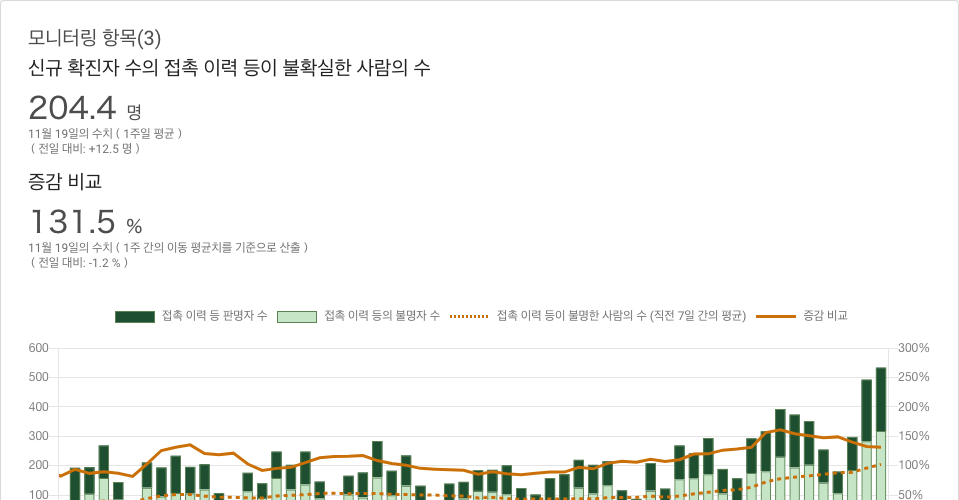 모니터링 항목(3)
신규 확진자 수의 접촉 이력 등이 불확실한 사람의 수
204.4 명
11월 19일의 수치 ( 1주일 평균 )
( 전일 대비: +12.5 명 )
증감 비교
131.5 %
11월 19일의 수치 ( 1주 간의 이동 평균치를 기준으로 산출 )
( 전일 대비: -1.2 % )
접촉 이력 등 판명자 수 접촉 이력 등의 불명자 수 접촉 이력 등이 불명한 사람의 수 (직전 7일 간의 평균) 증감 비교
600 300%
500 250%
400 200%
300 150%
200 100%
100 50%